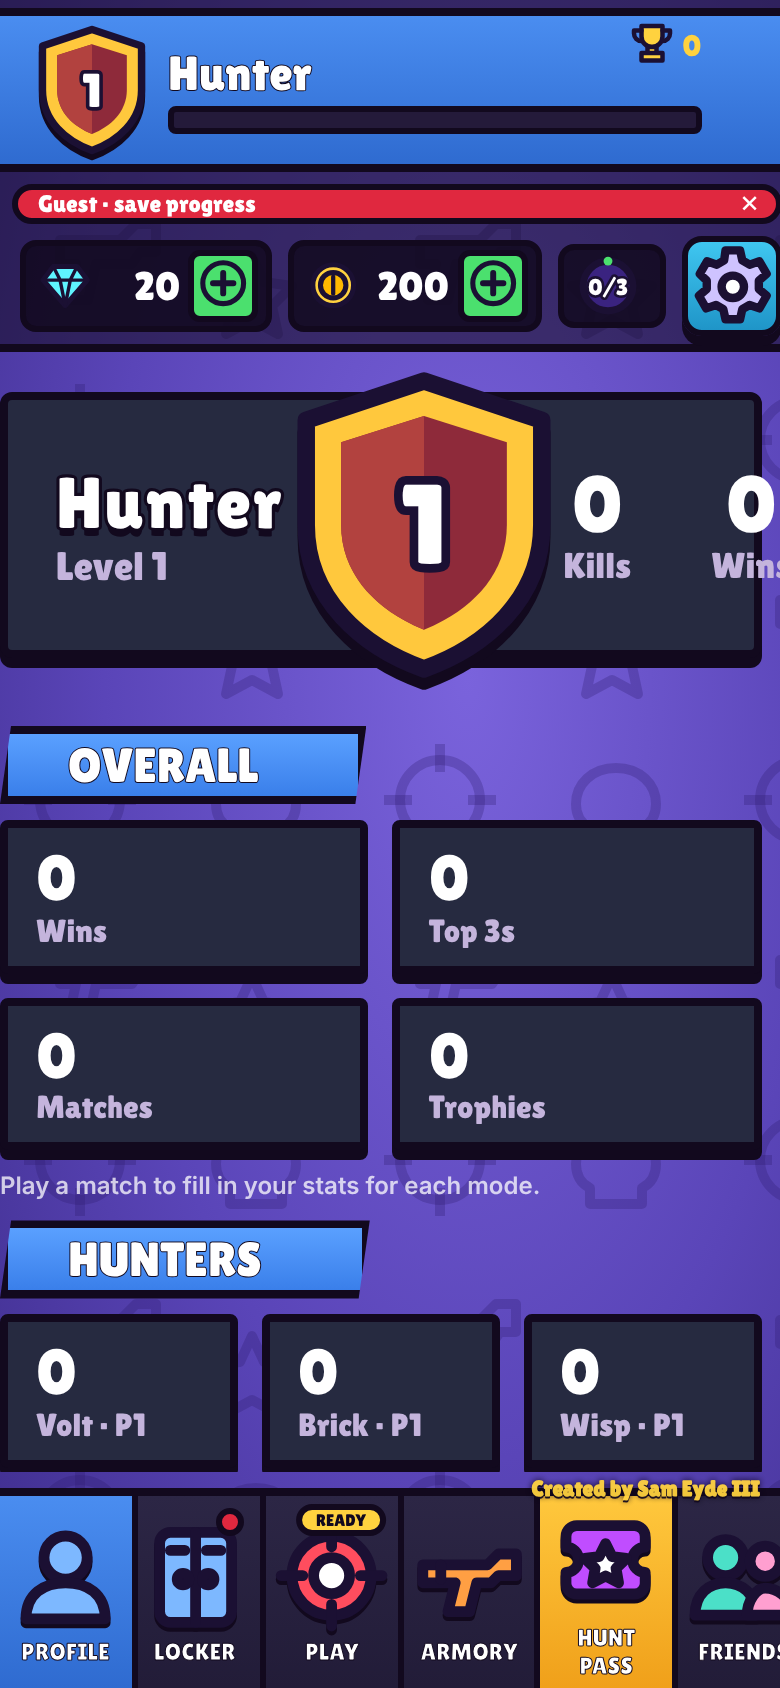 1
Hunter
0
Guest · save progress
20
200
0/3
Hunter
Level 1
1
0
Kills
0
Wins
OVERALL
0
Wins
0
Top 3s
0
Matches
0
Trophies
Play a match to fill in your stats for each mode.
HUNTERS
0
Volt · P1
0
Brick · P1
0
Wisp · P1
Created by Sam Eyde III
READY
PROFILE
LOCKER
PLAY
ARMORY
HUNT
PASS
FRIENDS